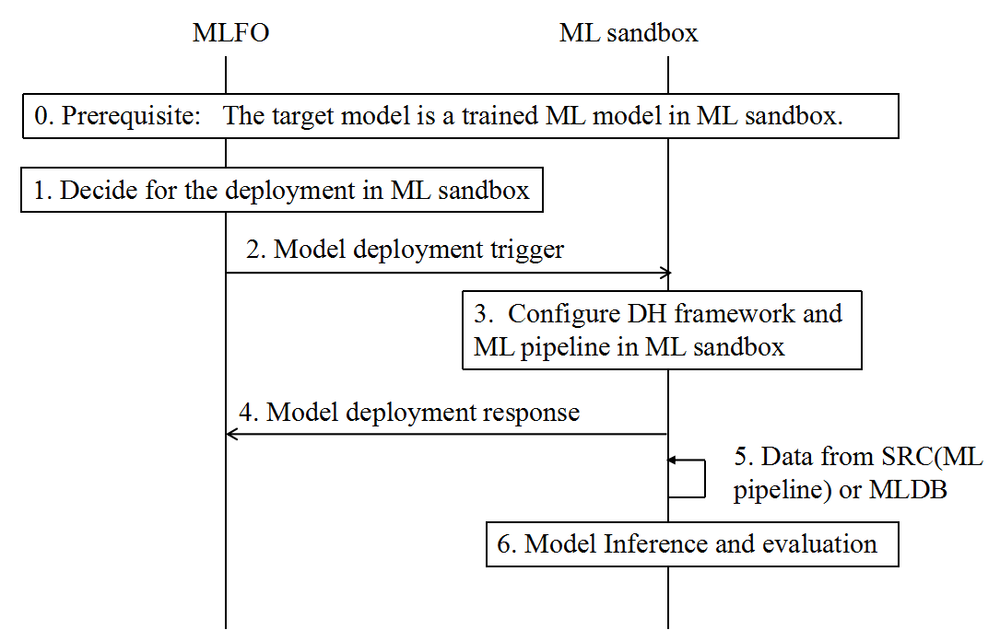 MLFO
ML sandbox
0. Prerequisite: The target model is a trained ML model in ML sandbox.
1. Decide for the deployment in ML sandbox
2. Model deployment trigger
3. Configure DH framework and
ML pipeline in ML sandbox
4. Model deployment response
5. Data from SRC(ML
pipeline) or MLDB
6. Model Inference and evaluation